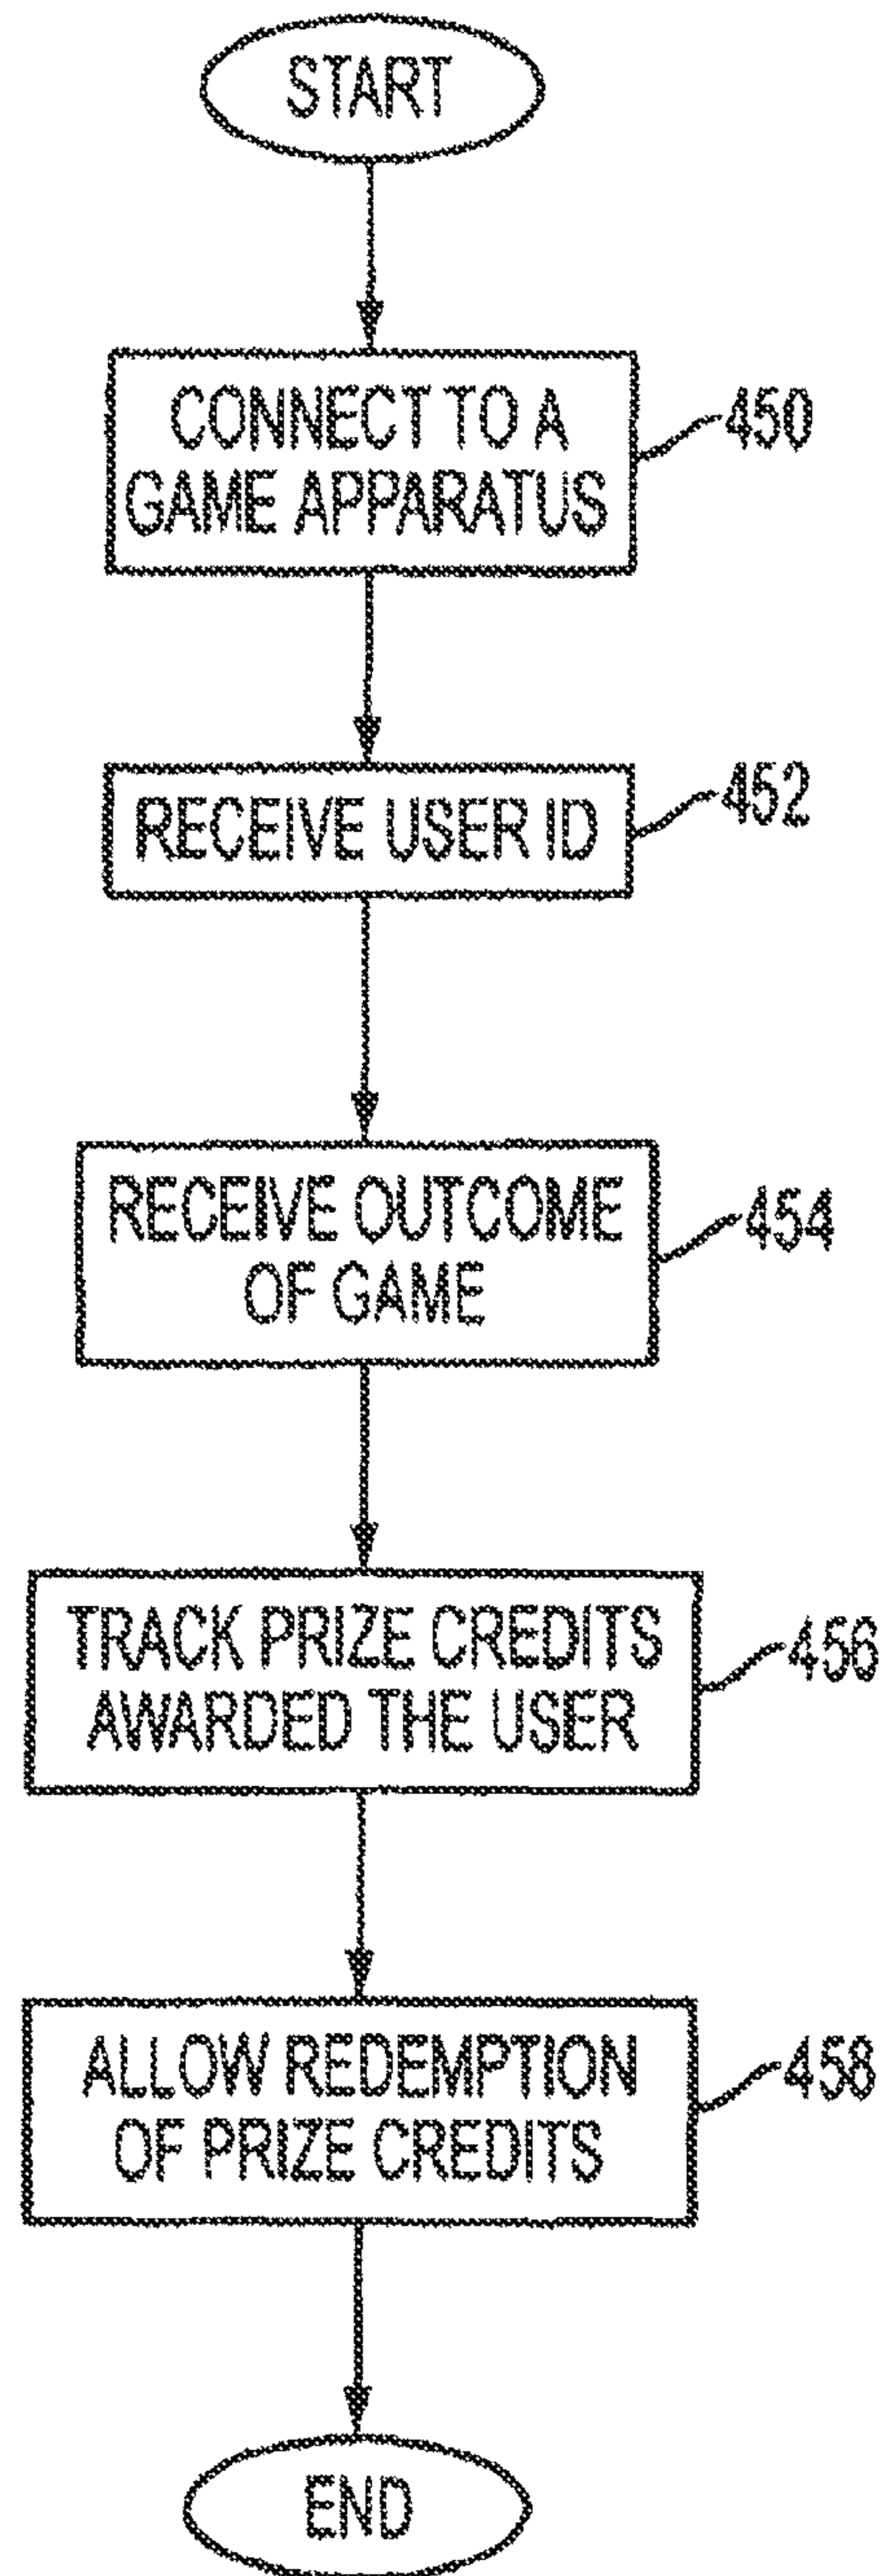 START
CONNECT TO A
GAME APPARATUS
450
RECEIVE USER ID
452
RECEIVE OUTCOME
OF GAME
454
TRACK PRIZE CREDITS
AWARDED THE USER
456
ALLOW REDEMPTION
OF PRIZE CREDITS
458
END